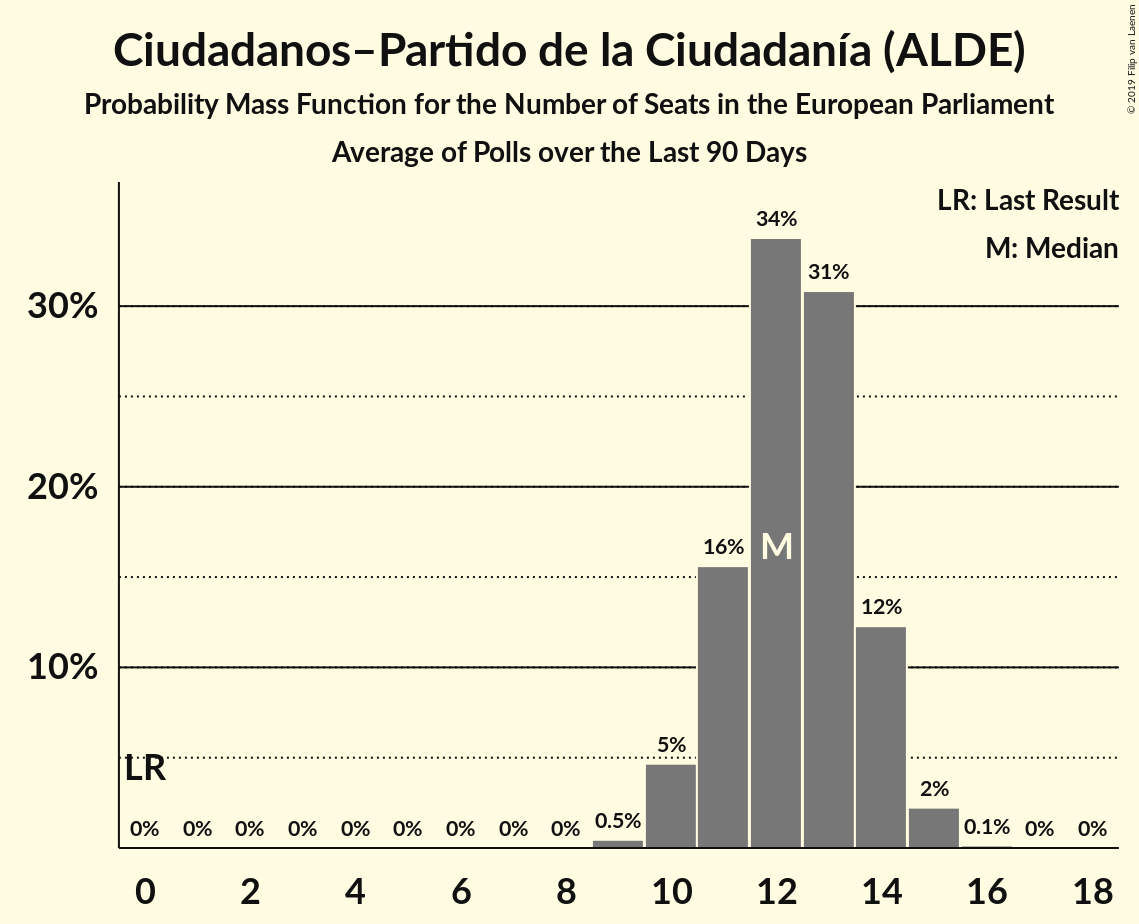 Ciudadanos–Partido de la Ciudadanía (ALDE)
Probability Mass Function for the Number of Seats in the European Parliament
Average of Polls over the Last 90 Days
© 2019 Filip van Laenen
LR: Last Result
M: Median
34%
31%
30%
20%
16%
M
12%
10%
5%
LR
2%
0% 0% 0% 0% 0% 0% 0% 0% 0% 0.5% 0.1% 0% 0%
0 2 4 6 8 10 12 14 16 18